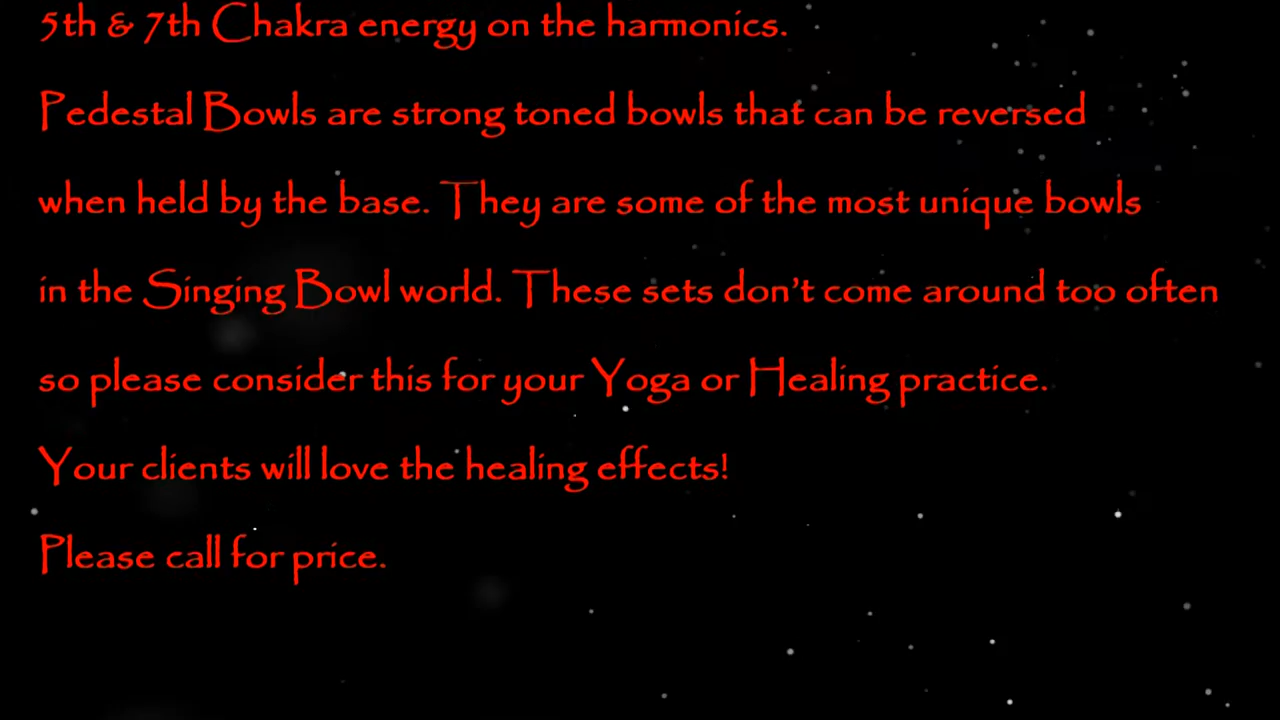 5th & 7th Chakra energy on the harmonics.
Pedestal Bowls are strong toned bowls that can be reversed
when held by the base. They are some of the most unique bowls
in the Singing Bowl world. These sets don't come around too often
so please consider this for your Yoga or Healing practice.
Your clients will love the healing effects!
Please call for price.